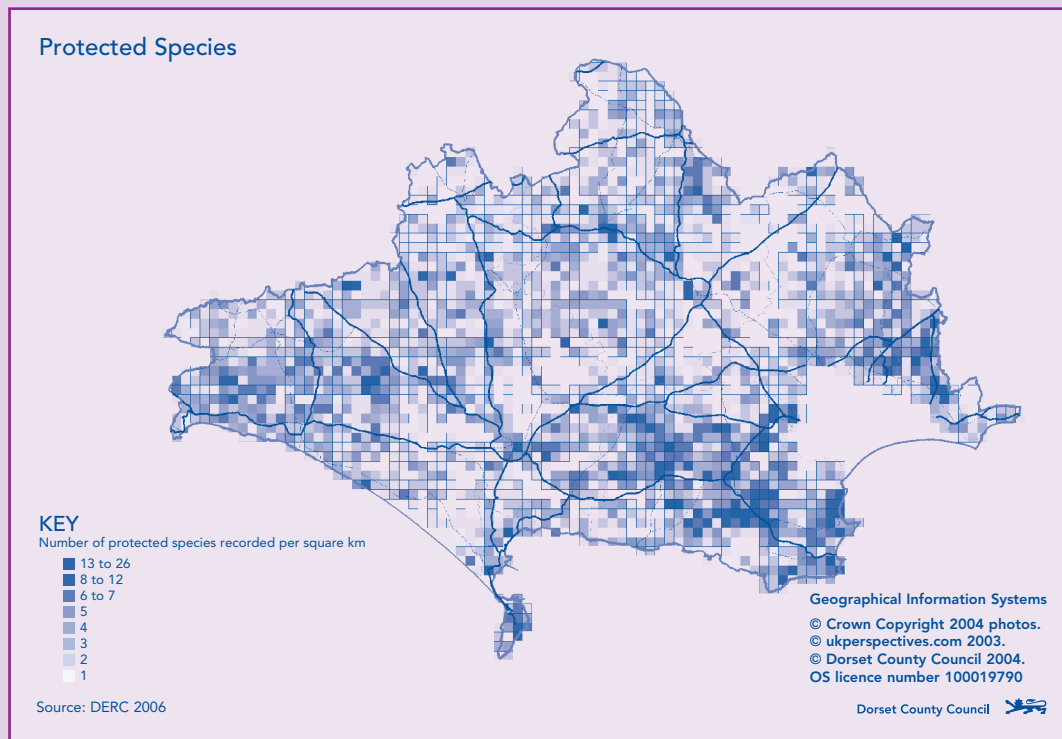 Protected Species
KEY
Number of protected species recorded per square km
13 to 26
8 to 12
6 to 7
5
4
3
2
1
Source: DERC 2006
Geographical Information Systems
© Crown Copyright 2004 photos.
© ukperspectives.com 2003.
© Dorset County Council 2004.
OS licence number 100019790
Dorset County Council